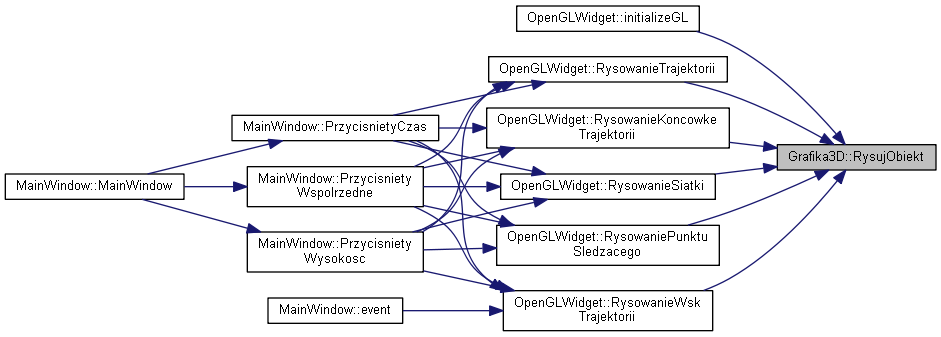 OpenGLWidget::initializeGL
OpenGLWidget::RysowanieTrajektorii
MainWindow::PrzycisnietyCzas
OpenGLWidget::RysowanieKoncowke
Trajektorii
Grafika3D::RysujObiekt
MainWindow::MainWindow
MainWindow::Przycisniety
Wspolrzedne
OpenGLWidget::RysowanieSiatki
MainWindow::Przycisniety
Wysokosc
OpenGLWidget::RysowaniePunktu
Sledzacego
MainWindow::event
OpenGLWidget::RysowanieWsk
Trajektorii